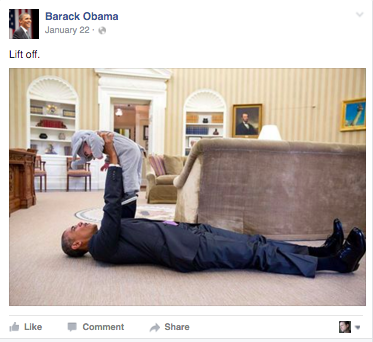 Barack Obama
January 22 ·
Lift off.
Like Comment Share